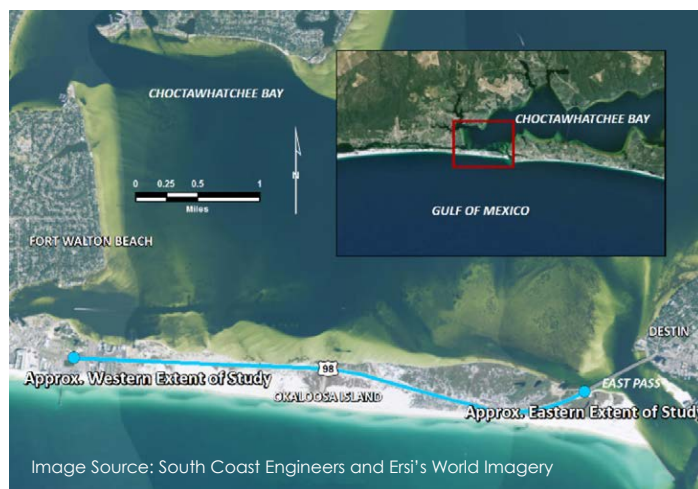 CHOCTAWHATCHEE BAY
CHOCTAWHATCHEE BAY
0 0.25 0.5 1
Miles
N
GULF OF MEXICO
FORT WALTON BEACH
DESTIN
98
EAST PASS
Approx. Western Extent of Study
OKALOOSA ISLAND
Approx. Eastern Extent of Study
Image Source: South Coast Engineers and Ersi's World Imagery